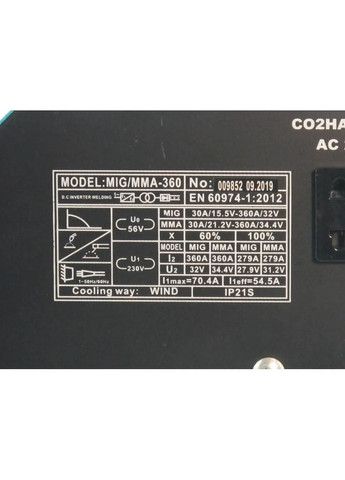 CO2HA
AC
MODEL:MIG/MMA-360 No: 009852 09.2019
D-C INVERTER WELDING EN 60974-1:2012
U0 56V MIG 30A/15.5V-360A/32V
MMA 30A/21.2V-360A/34.4V
X 60% 100%
U1 230V MODEL MIG MMA MIG MMA
I2 360A 360A 279A 279A
U2 32V 34.4V 27.9V 31.2V
1~50Hz/60Hz I1max=70.4A I1eff=54.5A
Cooling way: WIND IP21S